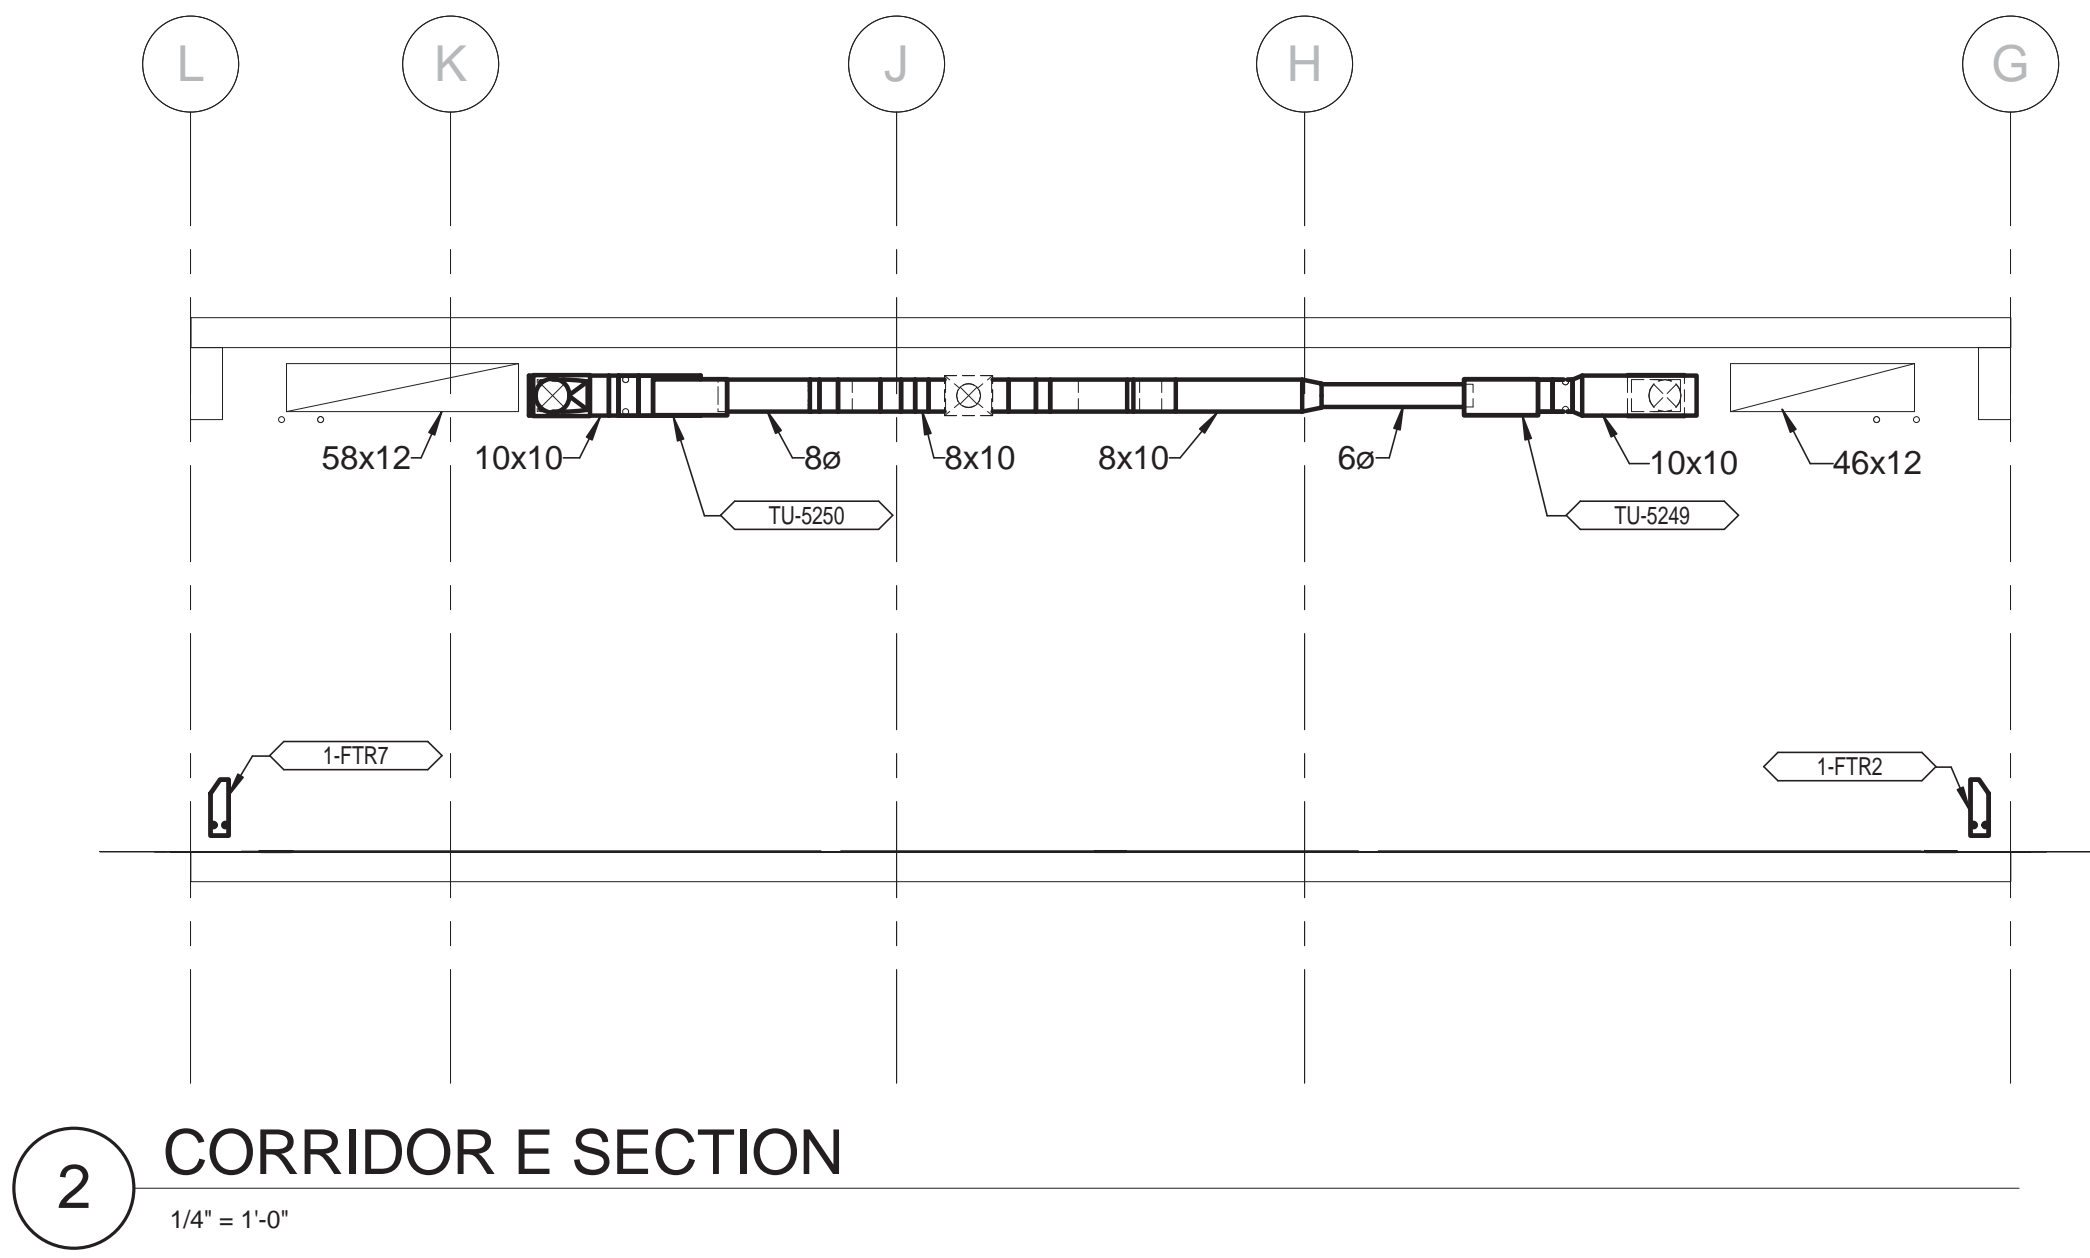 L K J H G
58x12 10x10 8ø 8x10 8x10 6ø 10x10 46x12
TU-5250 TU-5249
1-FTR7 1-FTR2
CORRIDOR E SECTION
2
1/4" = 1'-0"